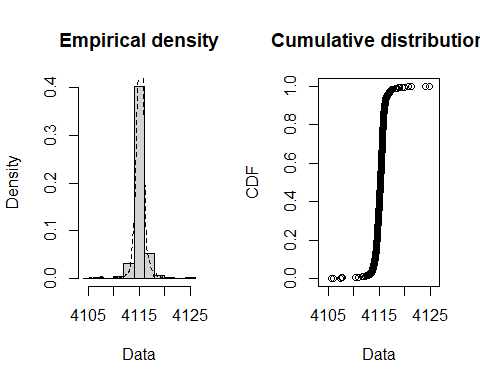 Empirical density
Density
0.0 0.1 0.2 0.3 0.4
4105 4115 4125
Data
Cumulative distribution
CDF
0.0 0.2 0.4 0.6 0.8 1.0
4105 4115 4125
Data